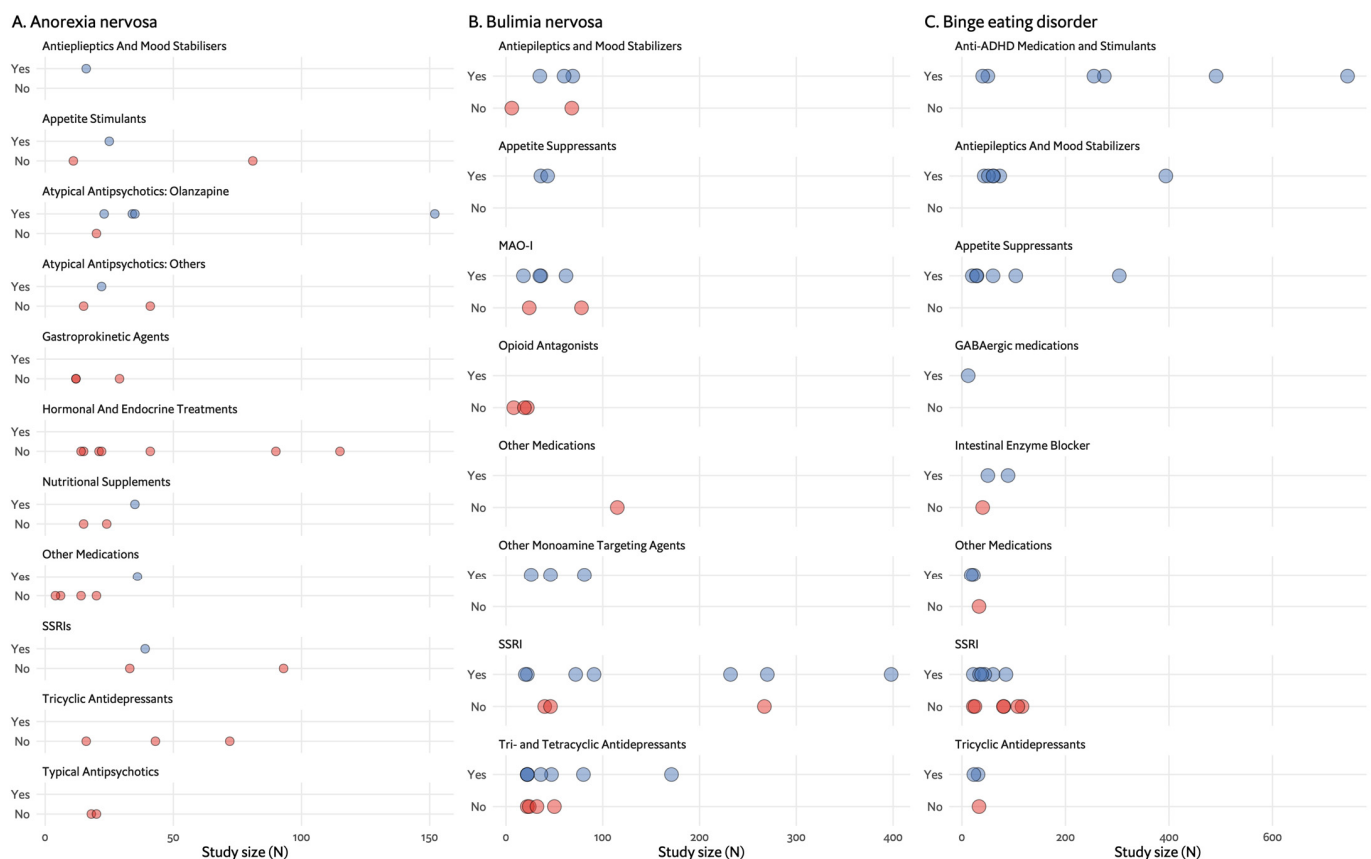 A. Anorexia nervosa
Antieplieptics And Mood Stabilisers
Yes
No
Appetite Stimulants
Yes
No
Atypical Antipsychotics: Olanzapine
Yes
No
Atypical Antipsychotics: Others
Yes
No
Gastroprokinetic Agents
Yes
No
Hormonal And Endocrine Treatments
Yes
No
Nutritional Supplements
Yes
No
Other Medications
Yes
No
SSRIs
Yes
No
Tricyclic Antidepressants
Yes
No
Typical Antipsychotics
Yes
No
0 50 100 150
Study size (N)
B. Bulimia nervosa
Antiepileptics and Mood Stabilizers
Yes
No
Appetite Suppressants
Yes
No
MAO-I
Yes
No
Opioid Antagonists
Yes
No
Other Medications
Yes
No
Other Monoamine Targeting Agents
Yes
No
SSRI
Yes
No
Tri- and Tetracyclic Antidepressants
Yes
No
0 100 200 300 400
Study size (N)
C. Binge eating disorder
Anti-ADHD Medication and Stimulants
Yes
No
Antiepileptics And Mood Stabilizers
Yes
No
Appetite Suppressants
Yes
No
GABAergic medications
Yes
No
Intestinal Enzyme Blocker
Yes
No
Other Medications
Yes
No
SSRI
Yes
No
Tricyclic Antidepressants
Yes
No
0 200 400 600
Study size (N)